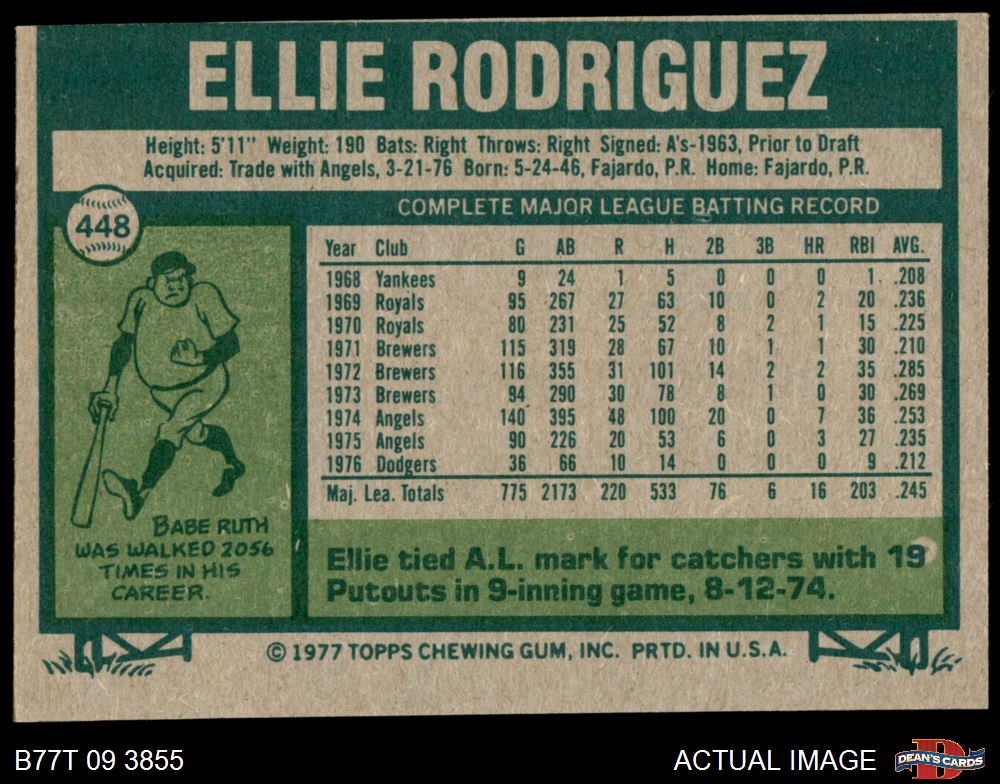 ELLIE RODRIGUEZ
Height: 5'11" Weight: 190 Bats: Right Throws: Right Signed: A's-1963, Prior to Draft
Acquired: Trade with Angels, 3-21-76 Born: 5-24-46, Fajardo, P.R. Home: Fajardo, P.R.
448
COMPLETE MAJOR LEAGUE BATTING RECORD
Year Club G AB R H 2B 3B HR RBI AVG.
1968 Yankees 9 24 1 5 0 0 0 1 .208
1969 Royals 95 267 27 63 10 0 2 20 .236
1970 Royals 80 231 25 52 8 2 1 15 .225
1971 Brewers 115 319 28 67 10 1 1 30 .210
1972 Brewers 116 355 31 101 14 2 2 35 .285
1973 Brewers 94 290 30 78 8 1 0 30 .269
1974 Angels 140 395 48 100 20 0 7 36 .253
1975 Angels 90 226 20 53 6 0 3 27 .235
1976 Dodgers 36 66 10 14 0 0 0 9 .212
Maj. Lea. Totals 775 2173 220 533 76 6 16 203 .245
BABE RUTH
WAS WALKED 2056
TIMES IN HIS
CAREER.
Ellie tied A.L. mark for catchers with 19
Putouts in 9-inning game, 8-12-74.
© 1977 TOPPS CHEWING GUM, INC. PRTD. IN U.S.A.
B77T 09 3855
ACTUAL IMAGE
D
DEAN'S CARDS